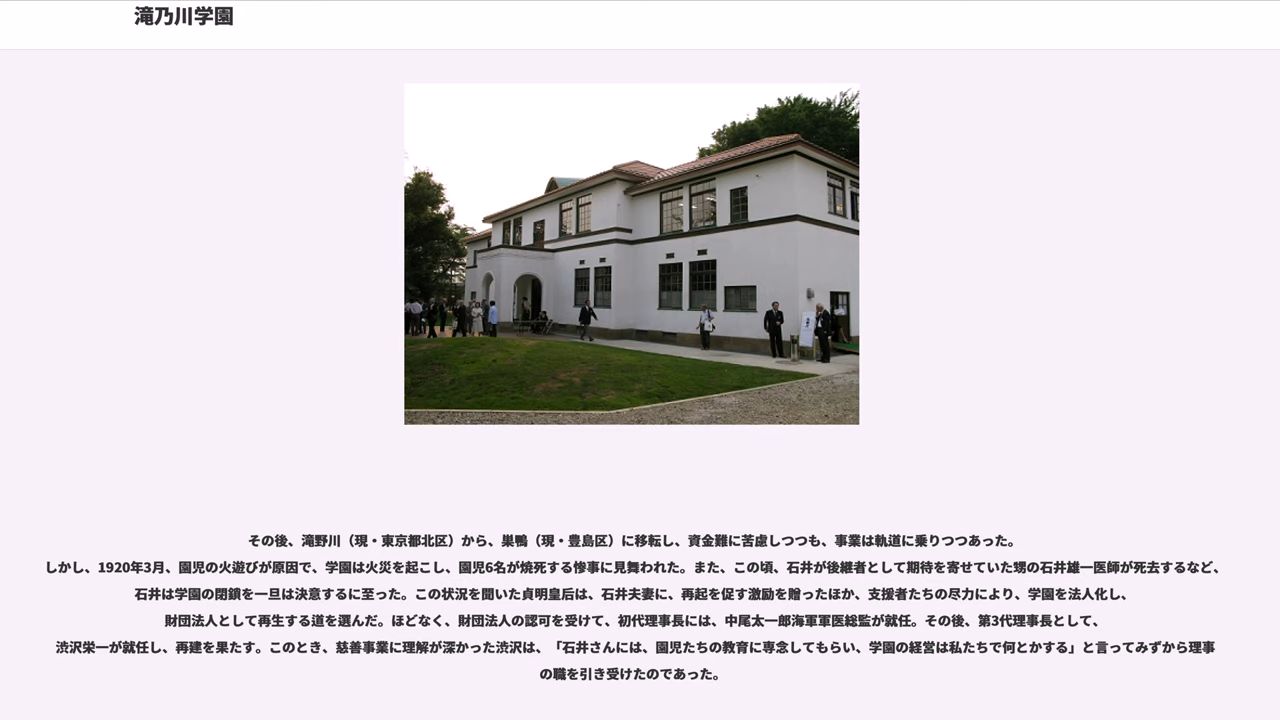 滝乃川学園
その後、滝野川（現・東京都北区）から、巣鴨（現・豊島区）に移転し、資金難に苦慮しつつも、事業は軌道に乗りつつあった。
しかし、1920年3月、園児の火遊びが原因で、学園は火災を起こし、園児6名が焼死する惨事に見舞われた。また、この頃、石井が後継者として期待を寄せていた甥の石井雄一医師が死去するなど、
石井は学園の閉鎖を一旦は決意するに至った。この状況を聞いた貞明皇后は、石井夫妻に、再起を促す激励を贈ったほか、支援者たちの尽力により、学園を法人化し、
財団法人として再生する道を選んだ。ほどなく、財団法人の認可を受けて、初代理事長には、中尾太一郎海軍軍医総監が就任。その後、第3代理事長として、
渋沢栄一が就任し、再建を果たす。このとき、慈善事業に理解が深かった渋沢は、「石井さんには、園児たちの教育に専念してもらい、学園の経営は私たちで何とかする」と言ってみずから理事
の職を引き受けたのであった。